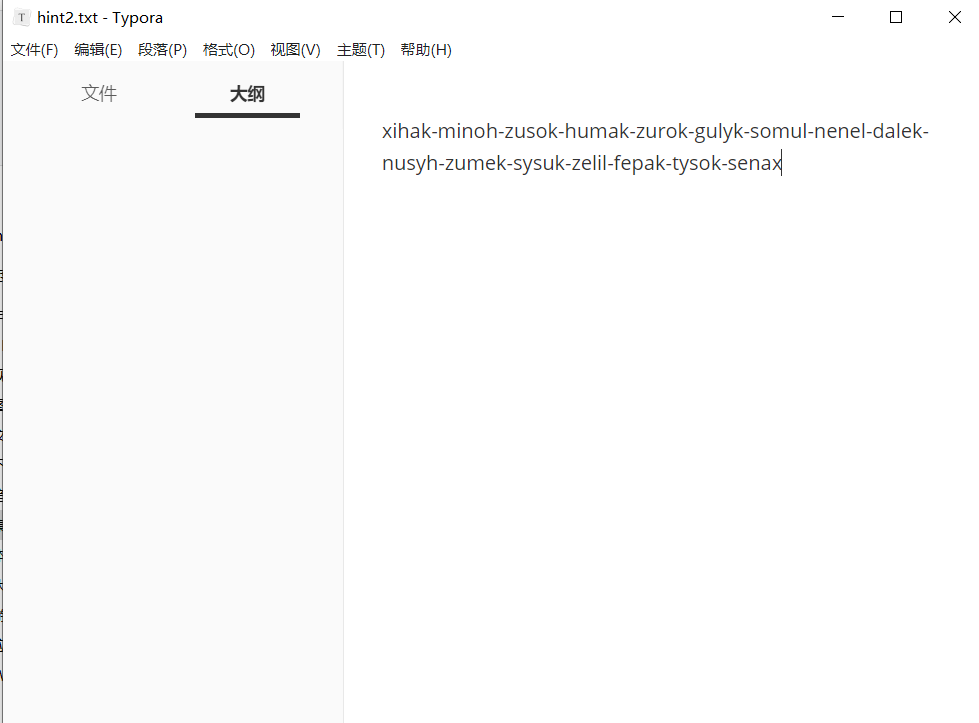 hint2.txt - Typora
文件(F) 编辑(E) 段落(P) 格式(O) 视图(V) 主题(T) 帮助(H)
文件 大纲
xihak-minoh-zusok-humak-zurok-gulyk-somul-nenel-dalek-
nusyh-zumek-sysuk-zelil-fepak-tysok-senax